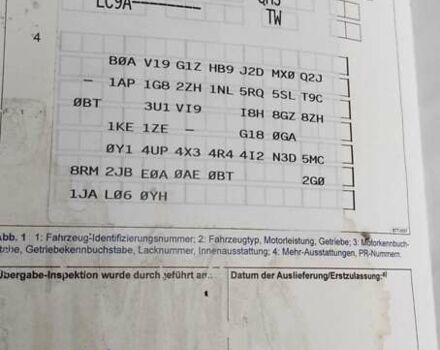 LC9A
TW
4
B0A V19 G1Z HB9 J2D MX0 Q2J
– 1AP 1G8 2ZH 1NL 5RQ 5SL T9C
0BT 3U1 VI9 I8H 8GZ 8ZH
1KE 1ZE – G18 0GA
0Y1 4UP 4X3 4R4 4I2 N3D 5MC
8RM 2JB E0A 0AE 0BT 2G0
1JA L06 0YH
Abb. 1 1: Fahrzeug-Identifizierungsnummer; 2: Fahrzeugtyp, Motorleistung, Getriebe; 3: Motorkennbuch-
stabe, Getriebekennbuchstabe, Lacknummer, Innenausstattung; 4: Mehr-Ausstattungen, PR-Nummern.
Übergabe-Inspektion wurde durchgeführt am: Datum der Auslieferung/Erstzulassung: